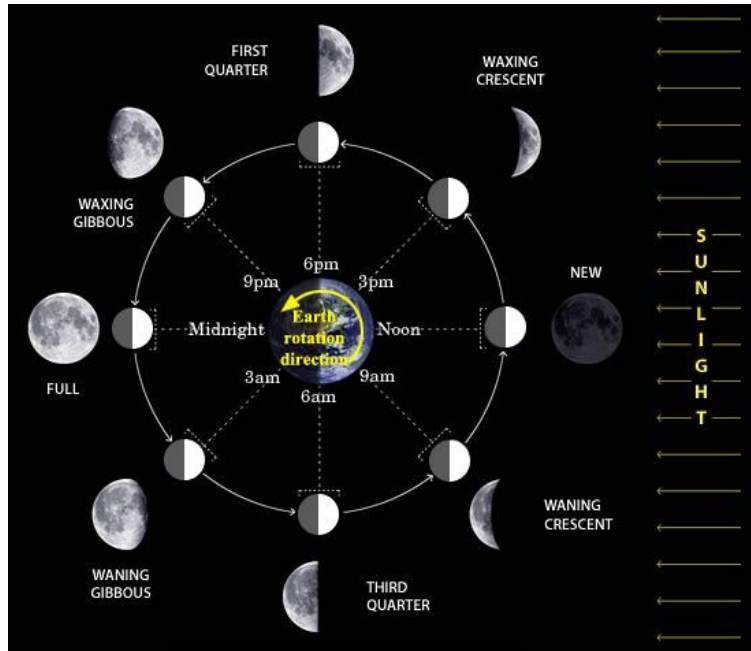 FIRST
QUARTER
WAXING
CRESCENT
WAXING
GIBBOUS
6pm
9pm
3pm
NEW
SUNLIGHT
Midnight
Earth
rotation
direction
Noon
FULL
3am
9am
6am
WANING
CRESCENT
WANING
GIBBOUS
THIRD
QUARTER